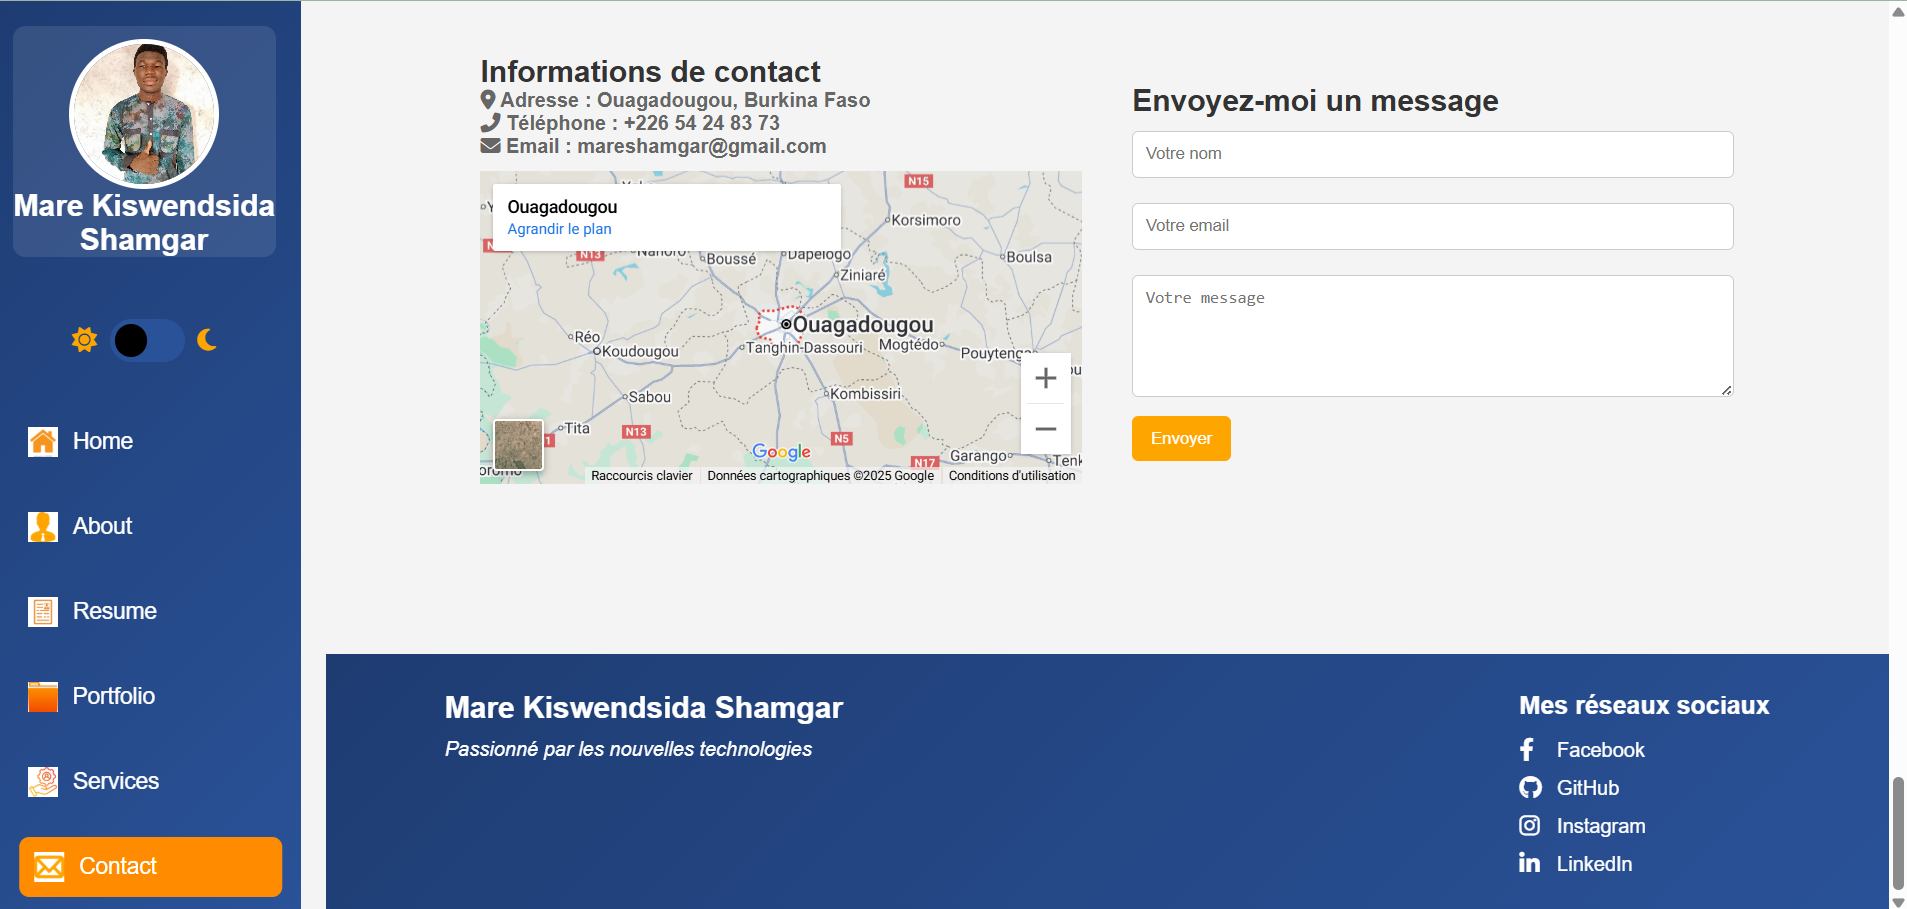 Mare Kiswendsida
Shamgar
Home
About
Resume
Portfolio
Services
Contact
Informations de contact
Adresse : Ouagadougou, Burkina Faso
Téléphone : +226 54 24 83 73
Email : mareshamgar@gmail.com
Ouagadougou
Agrandir le plan
N15
Korsimoro
N13
Boussé
Dapelogo
Boulsa
Ziniaré
Ouagadougou
Réo
Koudougou
Tanghin-Dassouri
Mogtédo
Sabou
Kombissiri
Tita
N13
N5
Google
Garango
N17
Raccourcis clavier
Données cartographiques ©2025 Google
Conditions d'utilisation
Envoyez-moi un message
Votre nom
Votre email
Votre message
Envoyer
Mare Kiswendsida Shamgar
Passionné par les nouvelles technologies
Mes réseaux sociaux
Facebook
GitHub
Instagram
LinkedIn